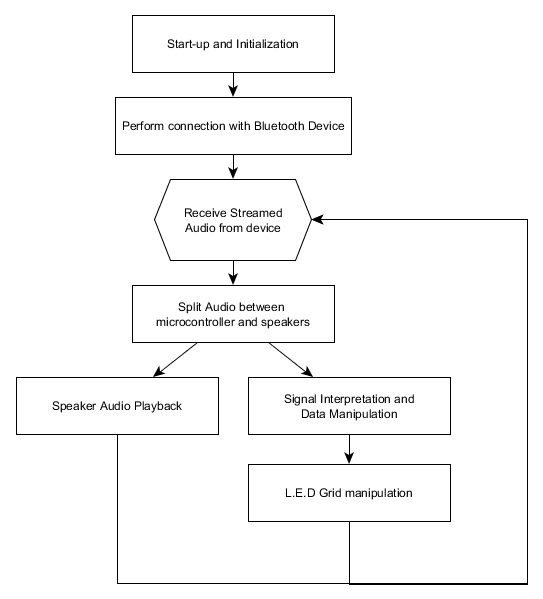 Start-up and Initialization
Perform connection with Bluetooth Device
Receive Streamed
Audio from device
Split Audio between
microcontroller and speakers
Speaker Audio Playback
Signal Interpretation and
Data Manipulation
L.E.D Grid manipulation